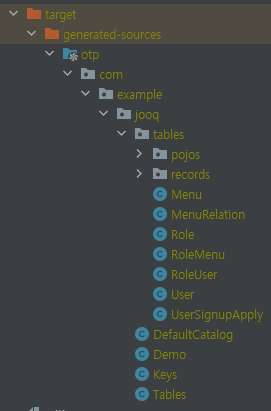 target
generated-sources
otp
com
example
jooq
tables
pojos
records
Menu
MenuRelation
Role
RoleMenu
RoleUser
User
UserSignupApply
DefaultCatalog
Demo
Keys
Tables